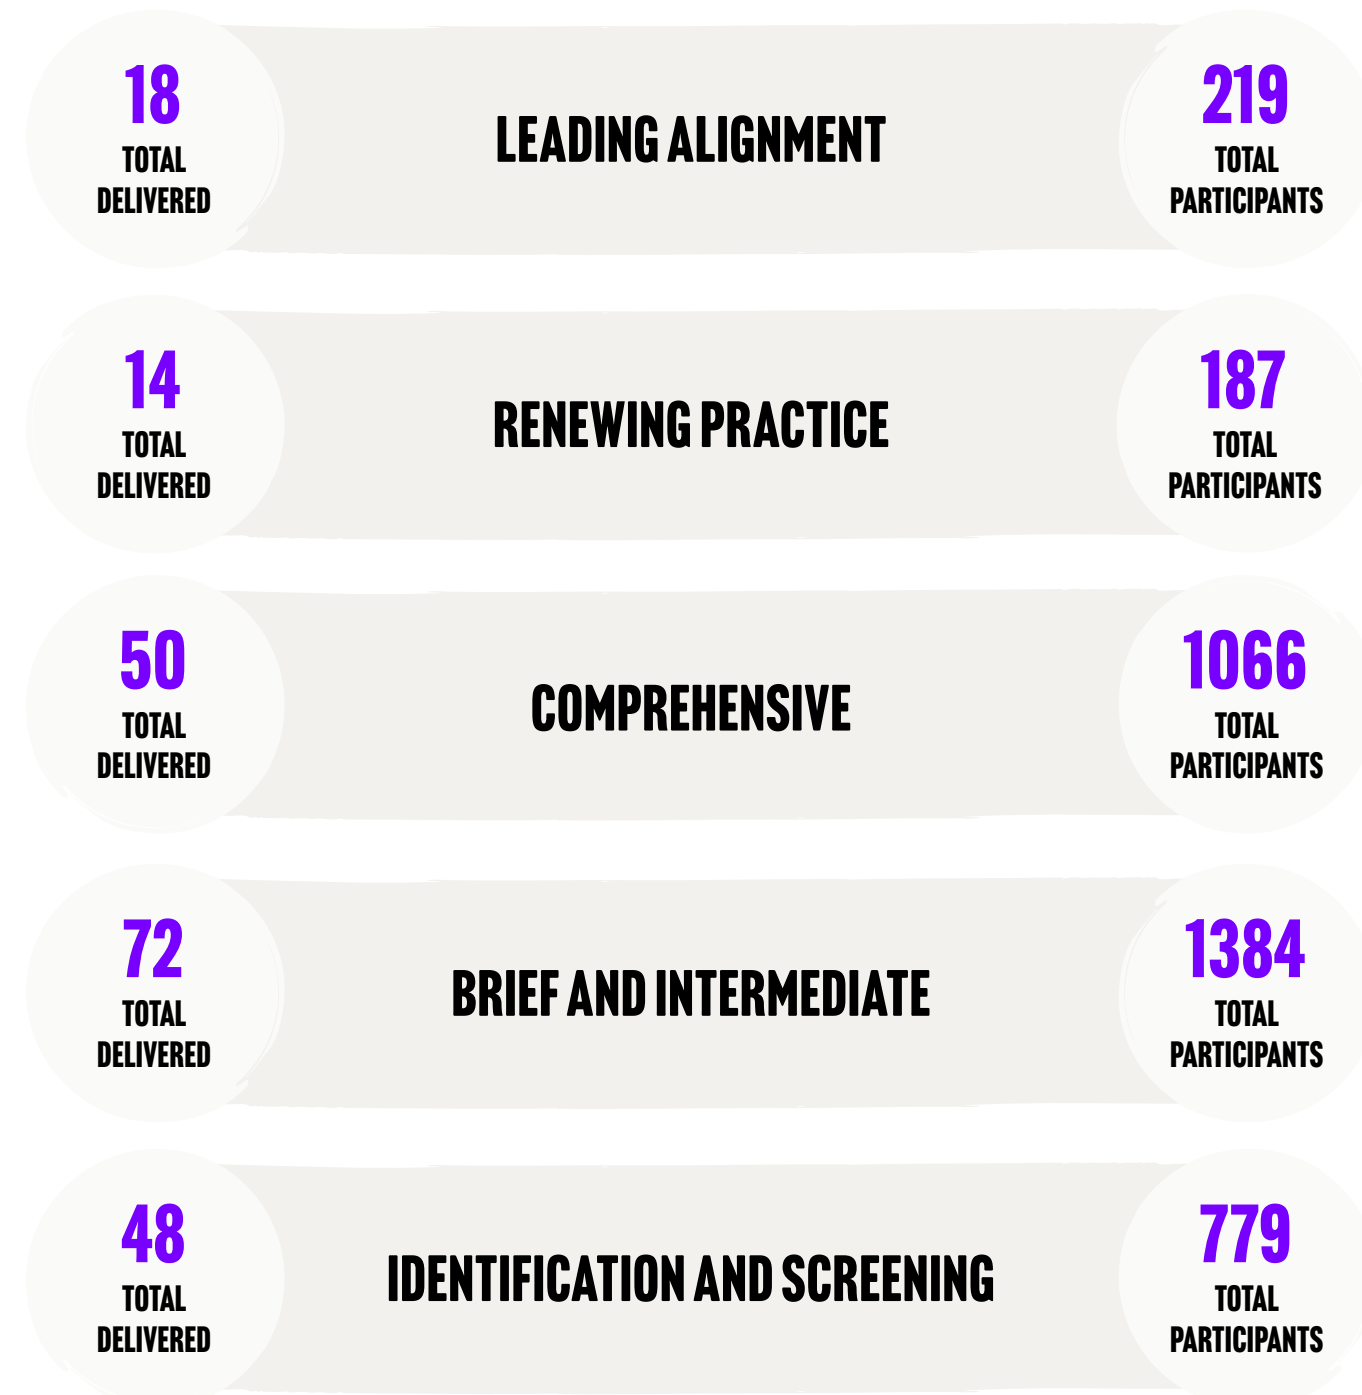 18
TOTAL
DELIVERED
LEADING ALIGNMENT
219
TOTAL
PARTICIPANTS
14
TOTAL
DELIVERED
RENEWING PRACTICE
187
TOTAL
PARTICIPANTS
50
TOTAL
DELIVERED
COMPREHENSIVE
1066
TOTAL
PARTICIPANTS
72
TOTAL
DELIVERED
BRIEF AND INTERMEDIATE
1384
TOTAL
PARTICIPANTS
48
TOTAL
DELIVERED
IDENTIFICATION AND SCREENING
779
TOTAL
PARTICIPANTS